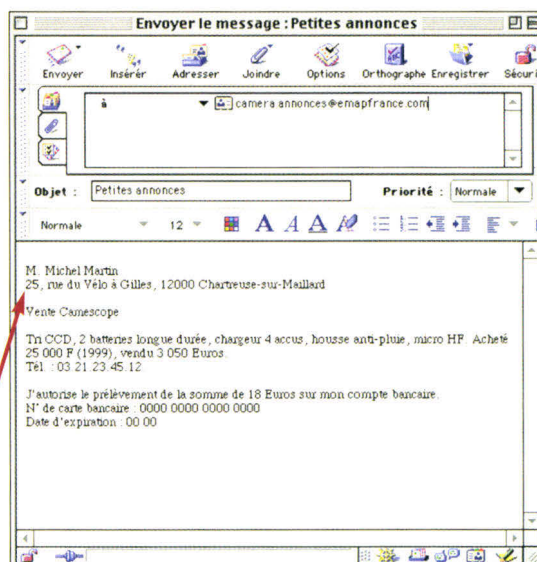 Envoyer le message : Petites annonces
Envoyer Insérér Adresser Joindre Options Orthographe Enregistrer Sécuri
à camera.annonces@emapfrance.com
Objet : Petites annonces Priorité : Normale
Normale 12 A A A
M. Michel Martin
25, rue du Vélo à Gilles, 12000 Chartreuse-sur-Maillard
Vente Camescope
Tri CCD, 2 batteries longue durée, chargeur 4 accus, housse anti-pluie, micro HF. Acheté
25 000 F (1999), vendu 3 050 Euros.
Tél. : 03 21 23 45 12
J'autorise le prélèvement de la somme de 18 Euros sur mon compte bancaire.
N° de carte bancaire : 0000 0000 0000 0000
Date d'expiration : 00 00